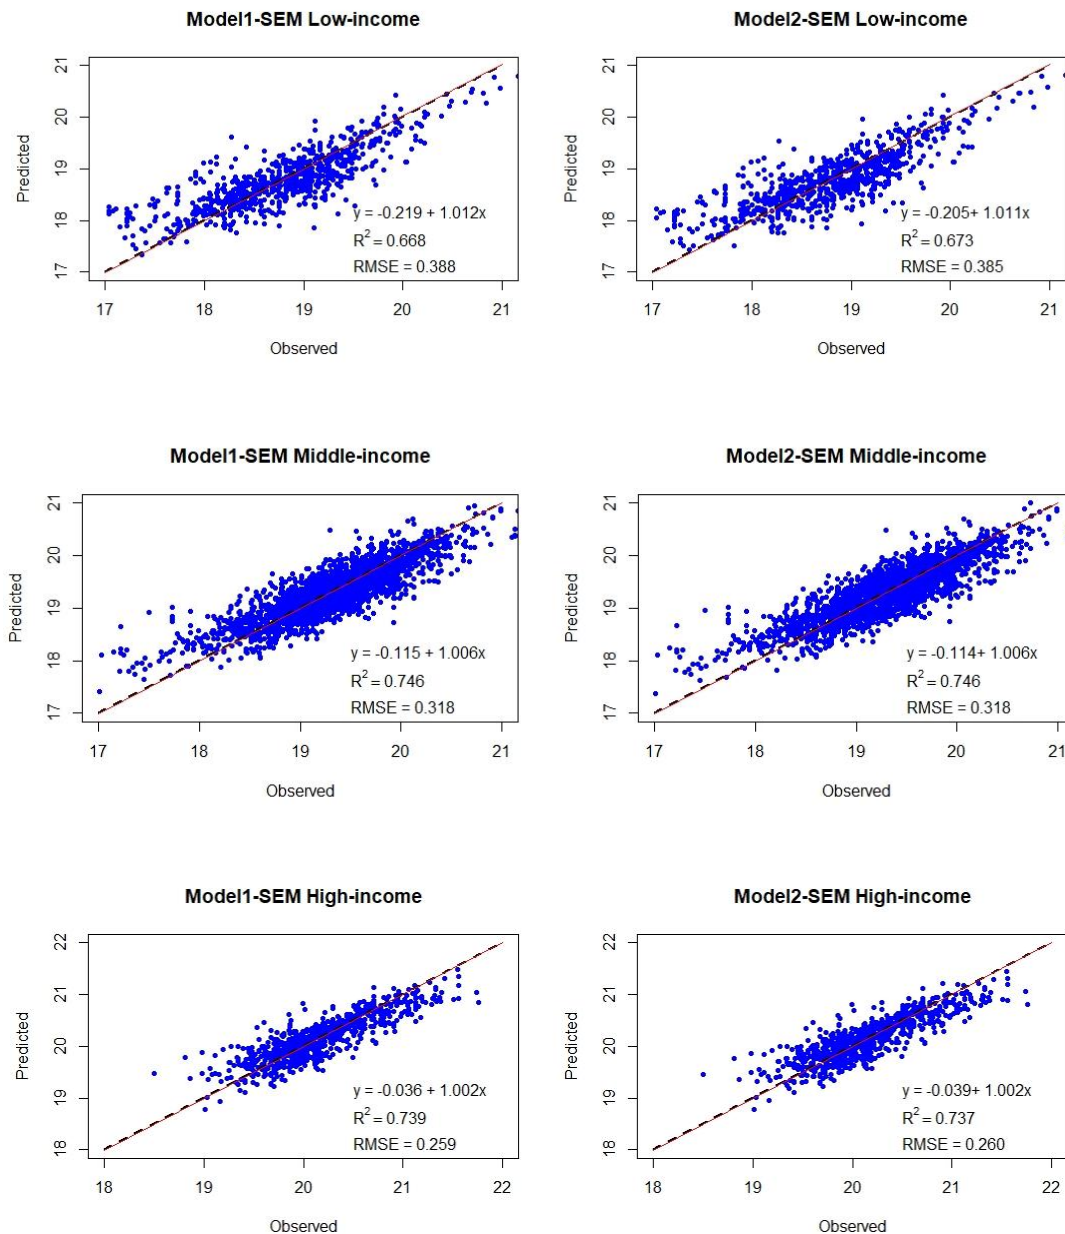 Model1-SEM Low-income
21
20
19
18
17
Predicted
y = -0.219 + 1.012x
R² = 0.668
RMSE = 0.388
17 18 19 20 21
Observed
Model2-SEM Low-income
21
20
19
18
17
Predicted
y = -0.205+ 1.011x
R² = 0.673
RMSE = 0.385
17 18 19 20 21
Observed
Model1-SEM Middle-income
21
20
19
18
17
Predicted
y = -0.115 + 1.006x
R² = 0.746
RMSE = 0.318
17 18 19 20 21
Observed
Model2-SEM Middle-income
21
20
19
18
17
Predicted
y = -0.114+ 1.006x
R² = 0.746
RMSE = 0.318
17 18 19 20 21
Observed
Model1-SEM High-income
22
21
20
19
18
Predicted
y = -0.036 + 1.002x
R² = 0.739
RMSE = 0.259
18 19 20 21 22
Observed
Model2-SEM High-income
22
21
20
19
18
Predicted
y = -0.039+ 1.002x
R² = 0.737
RMSE = 0.260
18 19 20 21 22
Observed